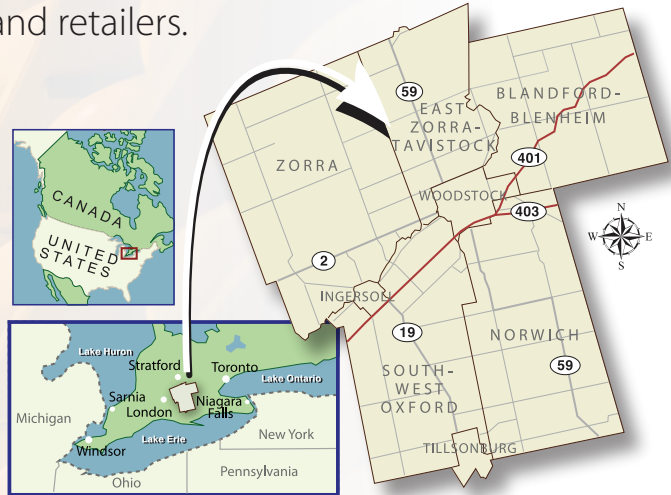 and retailers.
59
EAST
ZORRA-
TAVISTOCK
BLANDFORD-
BLENHEIM
ZORRA
401
WOODSTOCK
403
CANADA
UNITED
STATES
N
W E
S
2
INGERSOLL
19
NORWICH
59
SOUTH-
WEST
OXFORD
TILLSONBURG
Lake Huron
Stratford
Toronto
Lake Ontario
Sarnia
London
Niagara
Falls
Michigan
Windsor
Lake Erie
New York
Ohio
Pennsylvania